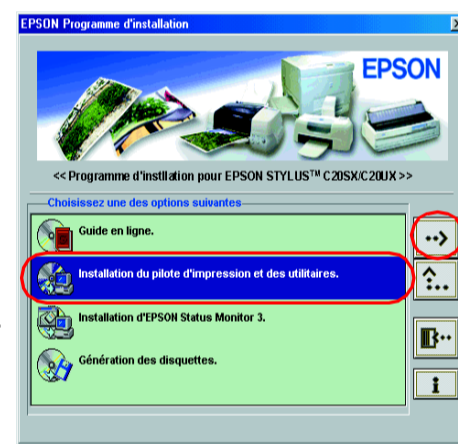 EPSON Programme d'installation
EPSON
<< Programme d'instllation pour EPSON STYLUS™ C20SX/C20UX >>
Choisissez une des options suivantes
Guide en ligne.
Installation du pilote d'impression et des utilitaires.
Installation d'EPSON Status Monitor 3.
Génération des disquettes.